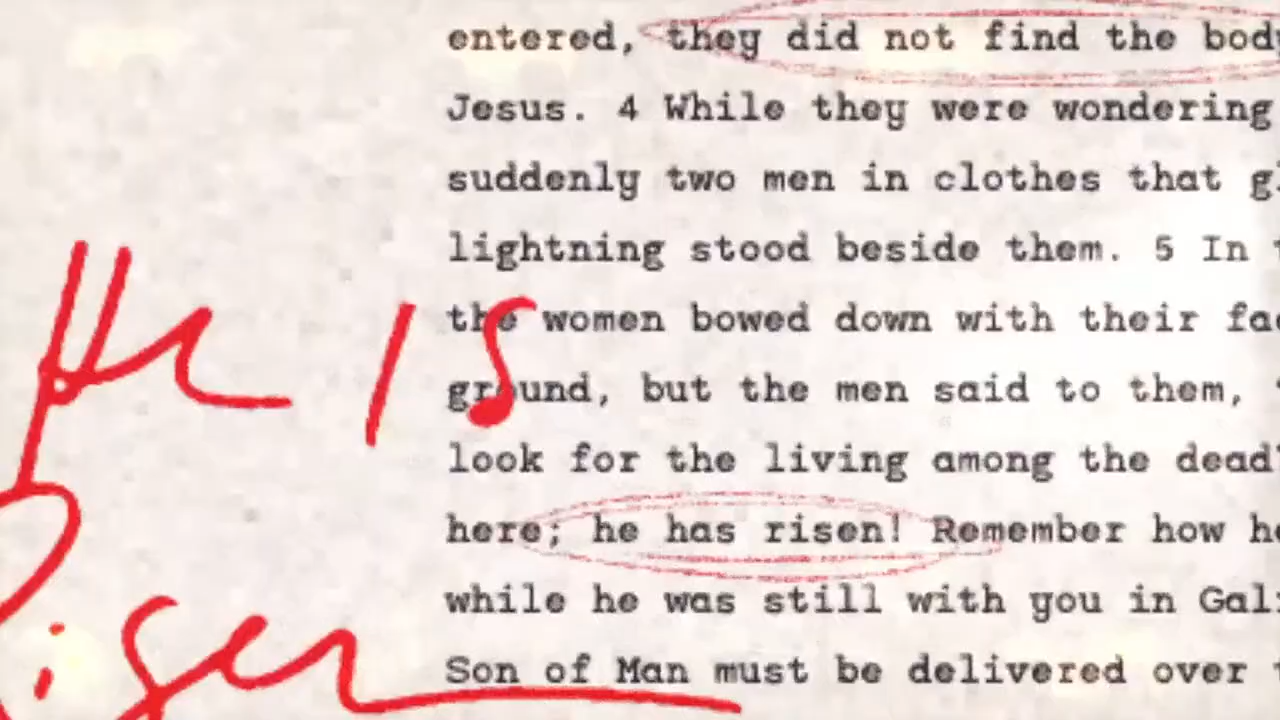 entered, they did not find the
Jesus. 4 While they were wondering
suddenly two men in clothes that
lightning stood beside them. 5 In
the women bowed down with their
ground, but the men said to them,
look for the living among the dead
here; he has risen! Remember how
while he was still with you in
Son of Man must be delivered over
He is
Risen